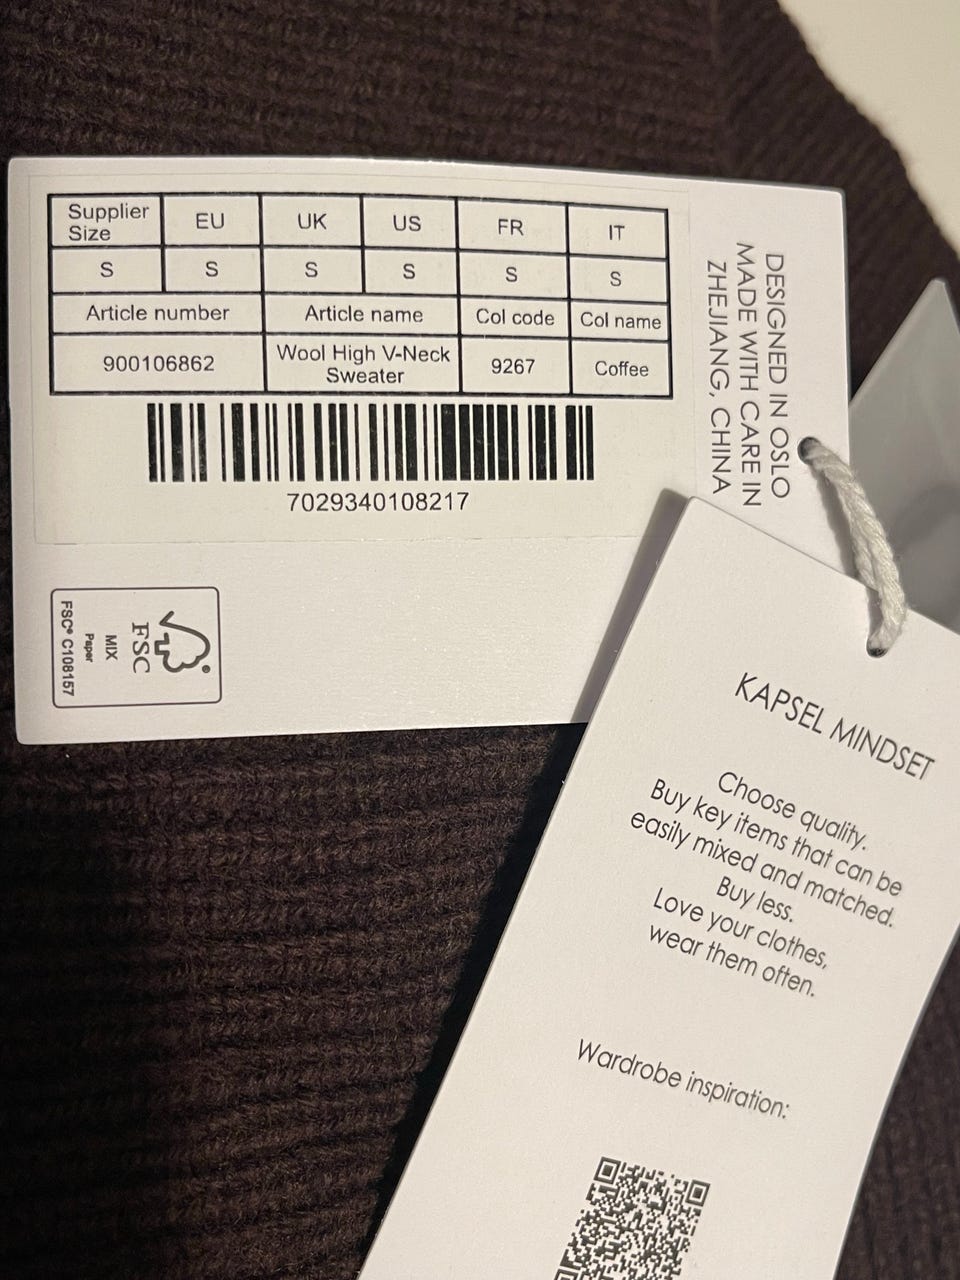 Supplier Size EU UK US FR IT
S S S S S S
Article number Article name Col code Col name
900106862 Wool High V-Neck Sweater 9267 Coffee
7029340108217
DESIGNED IN OSLO
MADE WITH CARE IN
ZHEJIANG, CHINA
FSC
MIX
Paper
FSC® C108157
KAPSEL MINDSET
Choose quality.
Buy key items that can be
easily mixed and matched.
Buy less.
Love your clothes,
wear them often.
Wardrobe inspiration: